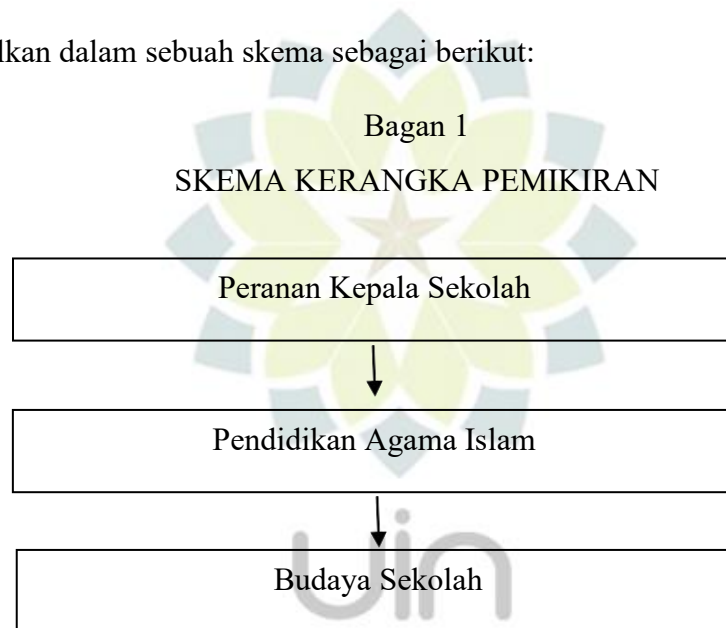 lkan dalam sebuah skema sebagai berikut:
Bagan 1
SKEMA KERANGKA PEMIKIRAN
Peranan Kepala Sekolah
Pendidikan Agama Islam
Budaya Sekolah
uin